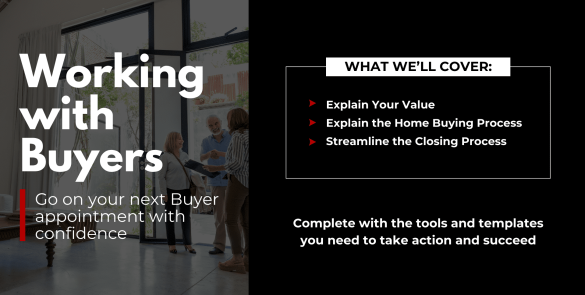 Working
with
Buyers
Go on your next Buyer
appointment with
confidence
WHAT WE'LL COVER:
Explain Your Value
Explain the Home Buying Process
Streamline the Closing Process
Complete with the tools and templates
you need to take action and succeed